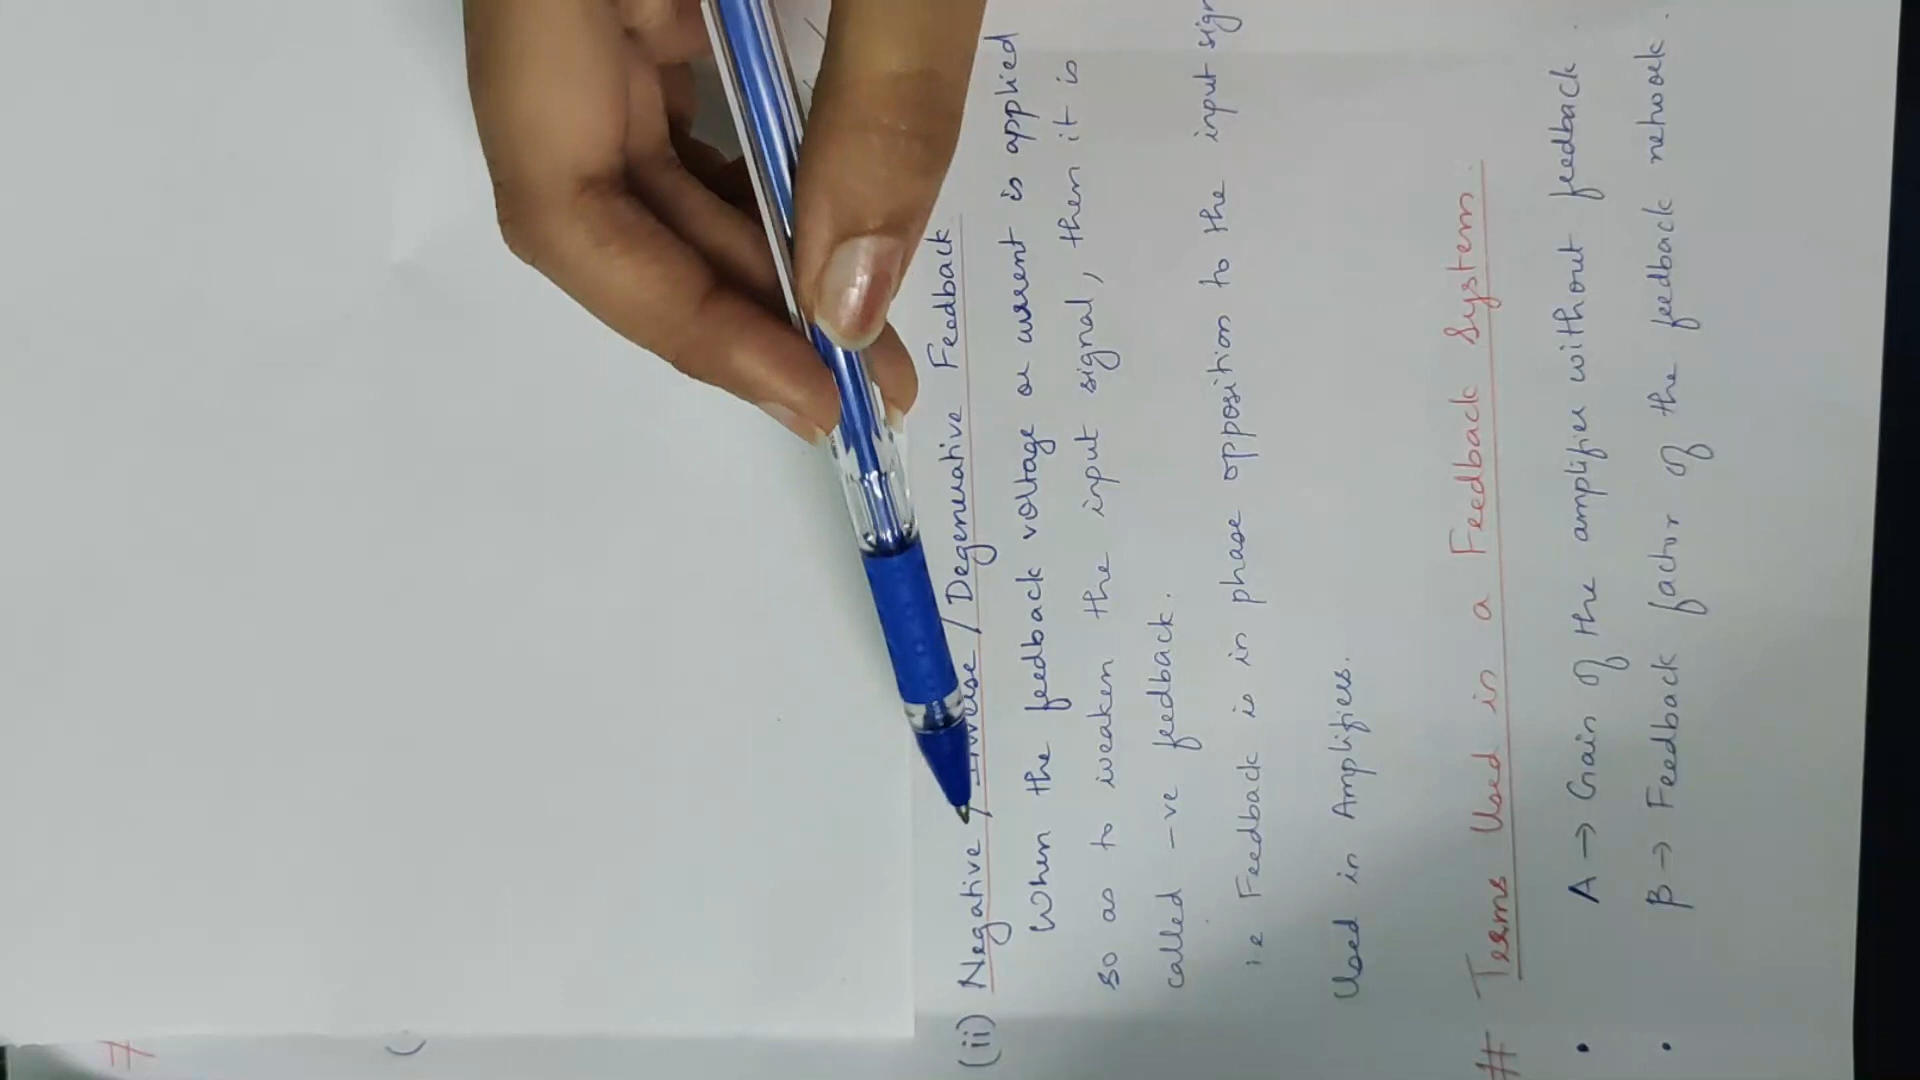 (ii) Negative / Inverse / Degenerative Feedback
When the feedback voltage or current is applied
so as to weaken the input signal, then it is
called -ve feedback.
i.e Feedback is in phase opposition to the input
Used in Amplifiers.
# Terms Used in a Feedback System.
• A → Gain of the amplifier without feedback.
• β → Feedback factor of the feedback network.